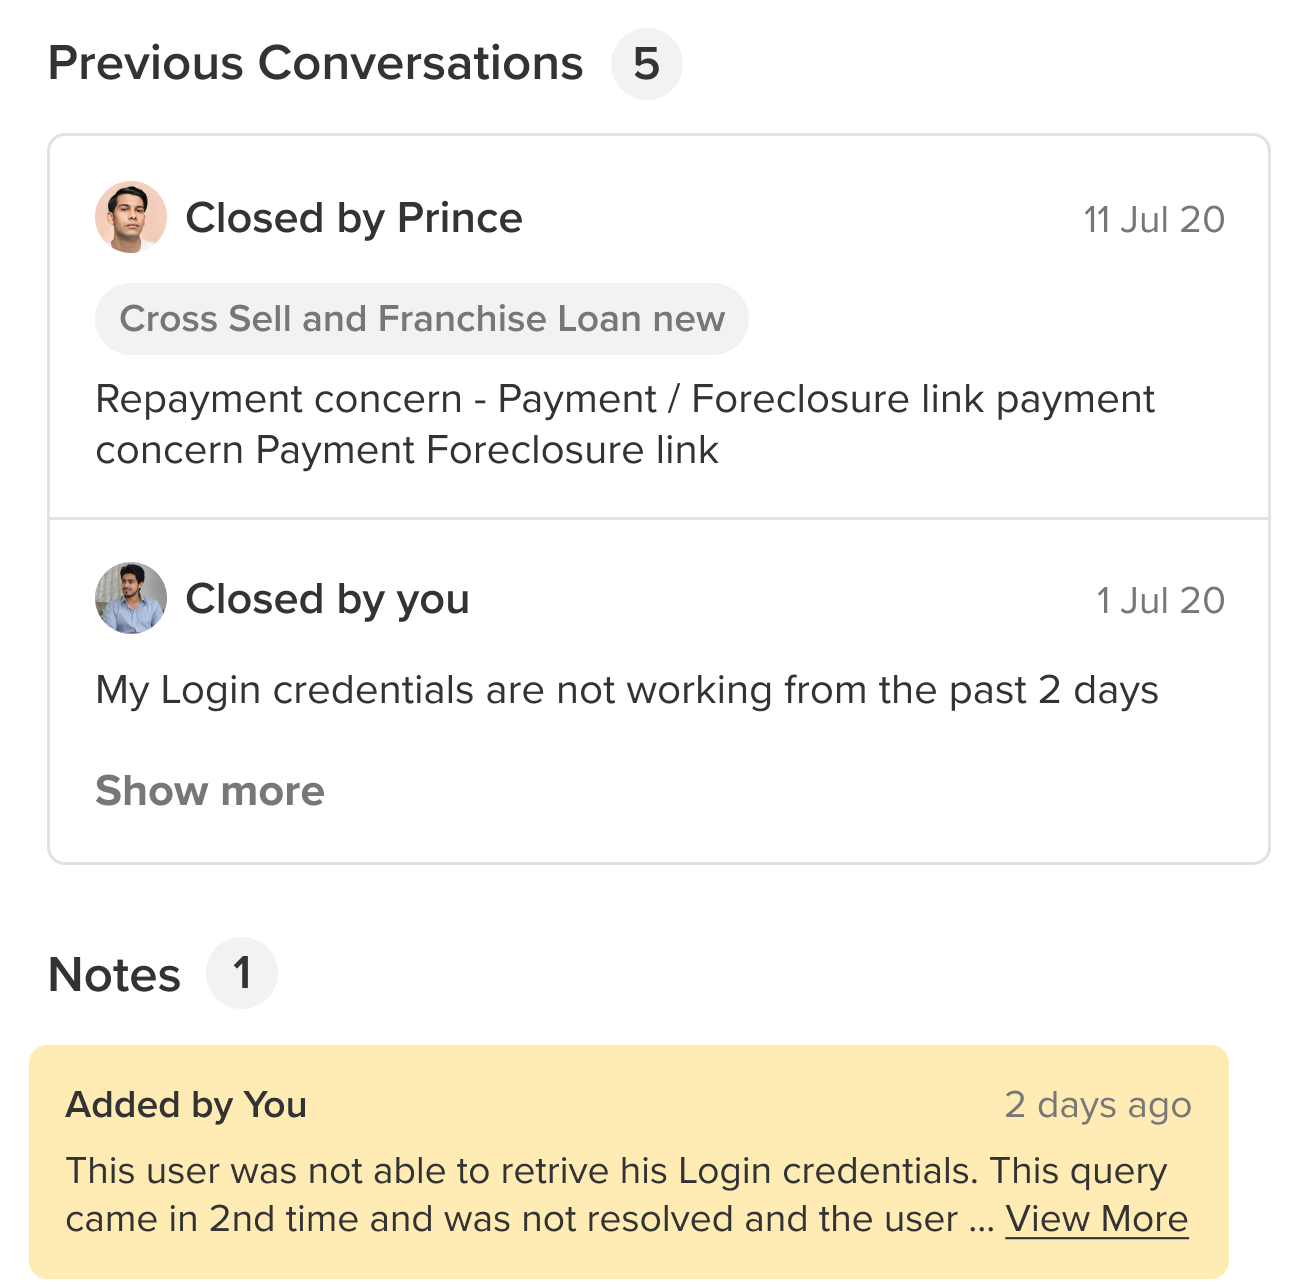 Previous Conversations 5
Closed by Prince 11 Jul 20
Cross Sell and Franchise Loan new
Repayment concern - Payment / Foreclosure link payment
concern Payment Foreclosure link
Closed by you 1 Jul 20
My Login credentials are not working from the past 2 days
Show more
Notes 1
Added by You 2 days ago
This user was not able to retrive his Login credentials. This query
came in 2nd time and was not resolved and the user ... View More